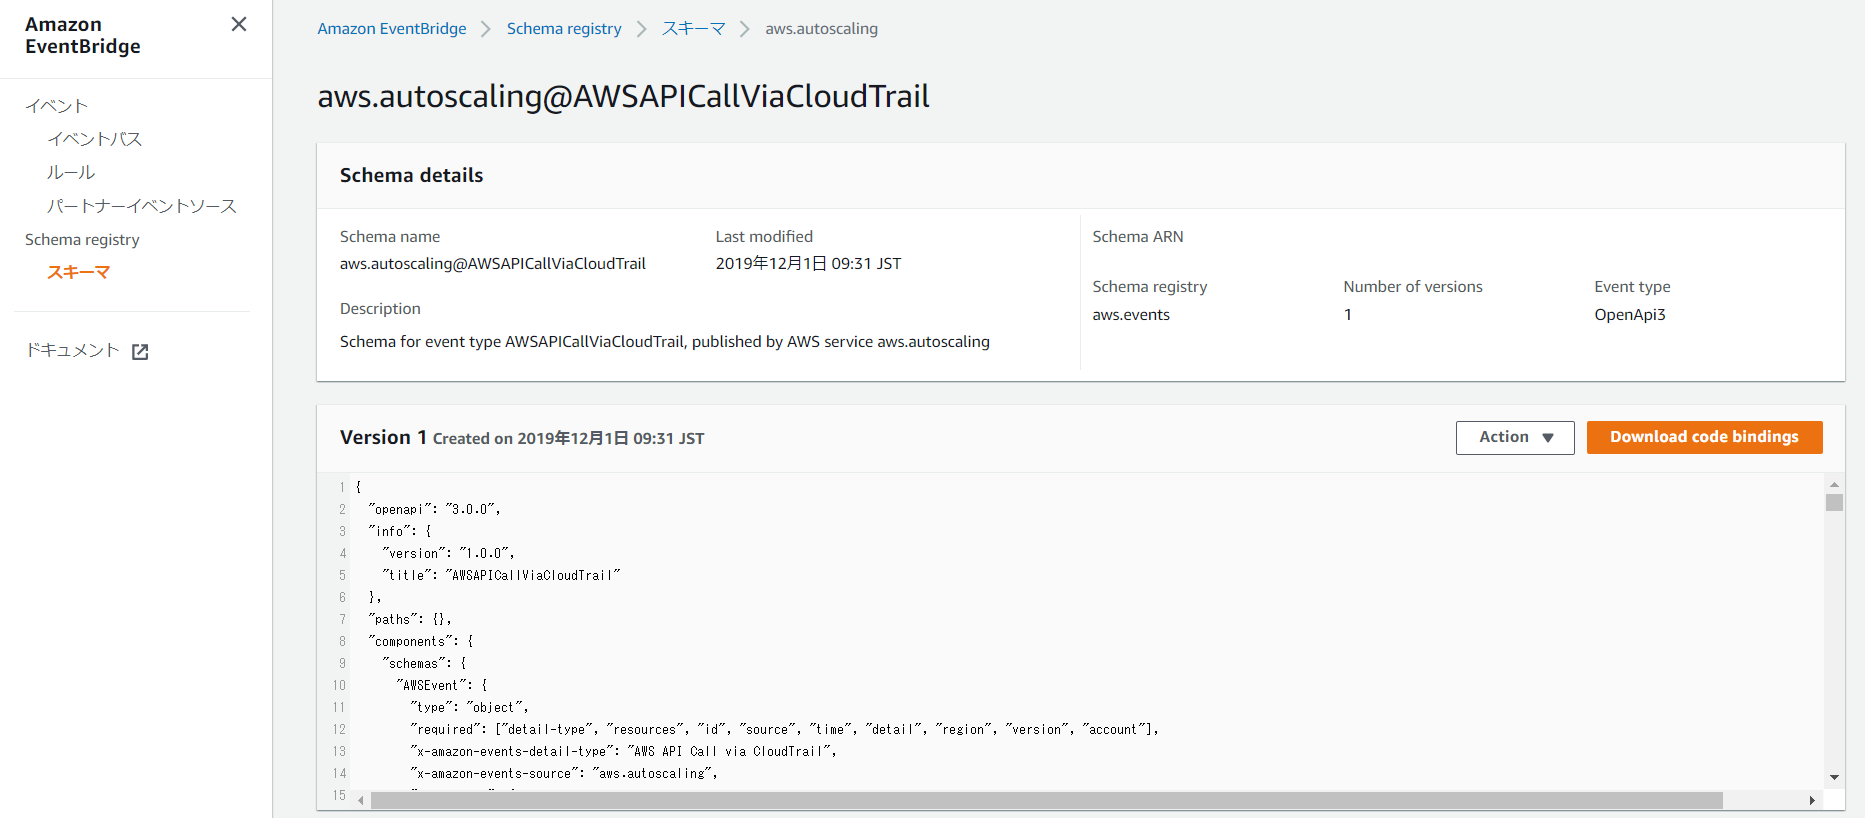 Amazon
EventBridge
イベント
イベントバス
ルール
パートナーイベントソース
Schema registry
スキーマ
ドキュメント
Amazon EventBridge
Schema registry
スキーマ
aws.autoscaling
aws.autoscaling@AWSAPICallViaCloudTrail
Schema details
Schema name
aws.autoscaling@AWSAPICallViaCloudTrail
Last modified
2019年12月1日 09:31 JST
Description
Schema for event type AWSAPICallViaCloudTrail, published by AWS service aws.autoscaling
Schema ARN
Schema registry
aws.events
Number of versions
1
Event type
OpenApi3
Version 1 Created on 2019年12月1日 09:31 JST
Action
Download code bindings
1 {
2 "openapi": "3.0.0",
3 "info": {
4 "version": "1.0.0",
5 "title": "AWSAPICallViaCloudTrail"
6 },
7 "paths": {},
8 "components": {
9 "schemas": {
10 "AWSEvent": {
11 "type": "object",
12 "required": ["detail-type", "resources", "id", "source", "time", "detail", "region", "version", "account"],
13 "x-amazon-events-detail-type": "AWS API Call via CloudTrail",
14 "x-amazon-events-source": "aws.autoscaling",
15